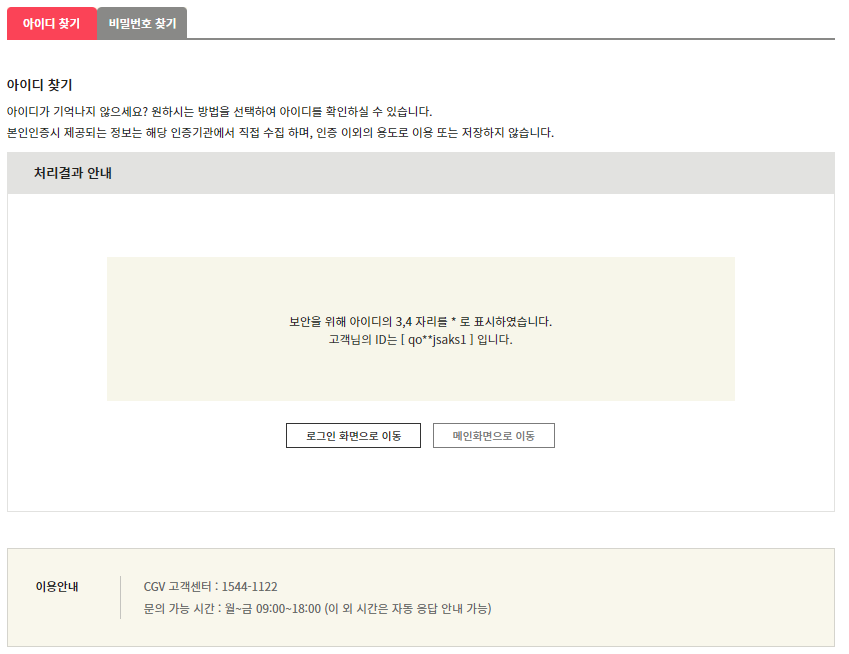 아이디 찾기 비밀번호 찾기
아이디 찾기
아이디가 기억나지 않으세요? 원하시는 방법을 선택하여 아이디를 확인하실 수 있습니다.
본인인증시 제공되는 정보는 해당 인증기관에서 직접 수집 하며, 인증 이외의 용도로 이용 또는 저장하지 않습니다.
처리결과 안내
보안을 위해 아이디의 3,4 자리를 * 로 표시하였습니다.
고객님의 ID는 [ qo**jsaks1 ] 입니다.
로그인 화면으로 이동 메인화면으로 이동
이용안내 CGV 고객센터 : 1544-1122
문의 가능 시간 : 월~금 09:00~18:00 (이 외 시간은 자동 응답 안내 가능)